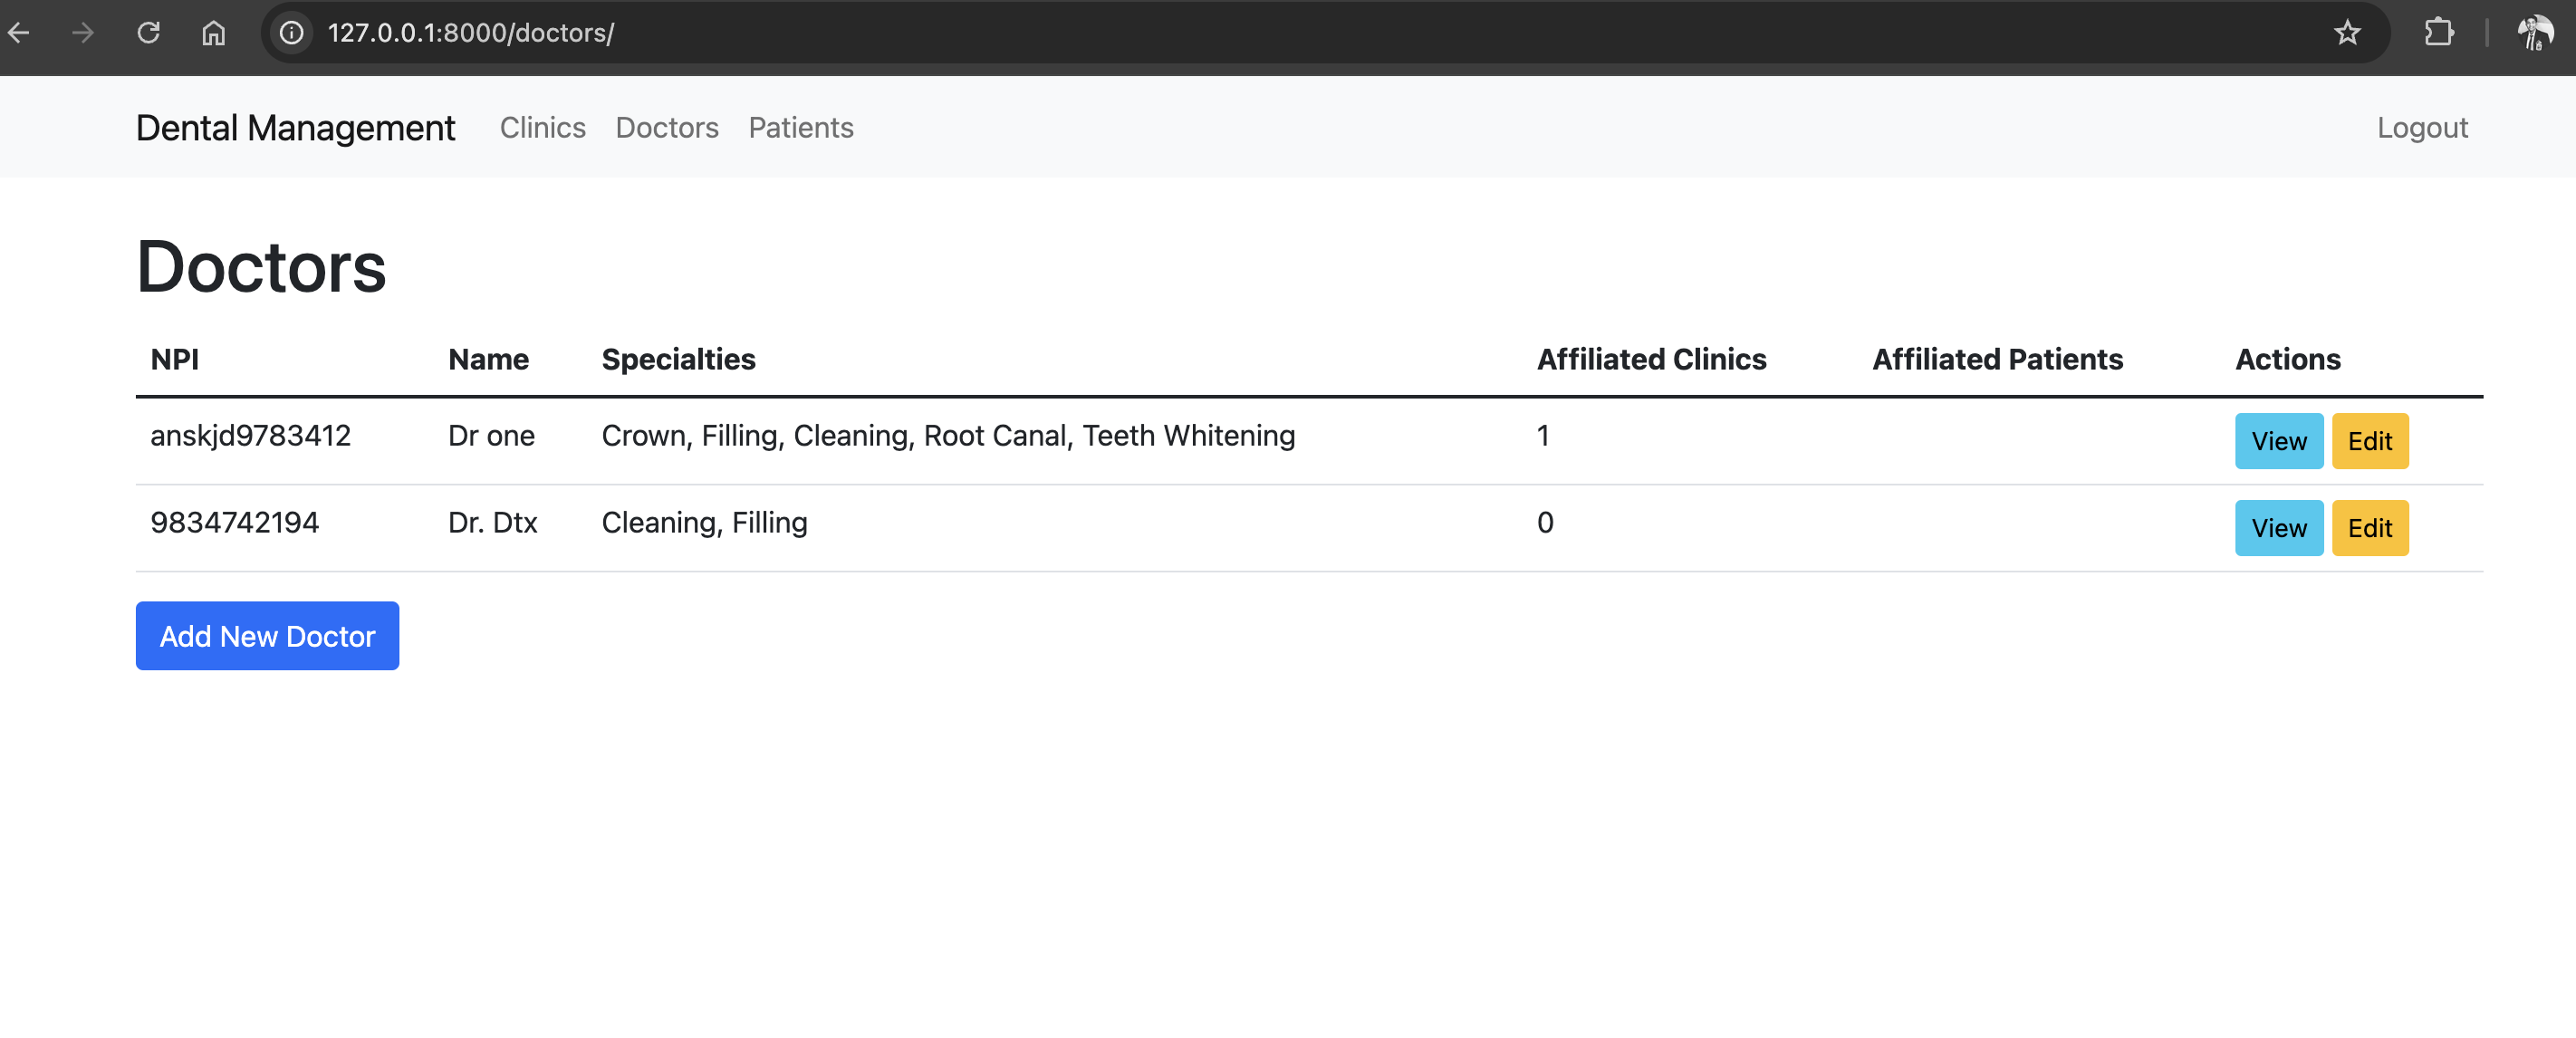 127.0.0.1:8000/doctors/
Dental Management Clinics Doctors Patients Logout
Doctors
NPI Name Specialties Affiliated Clinics Affiliated Patients Actions
anskjd9783412 Dr one Crown, Filling, Cleaning, Root Canal, Teeth Whitening 1 View Edit
9834742194 Dr. Dtx Cleaning, Filling 0 View Edit
Add New Doctor